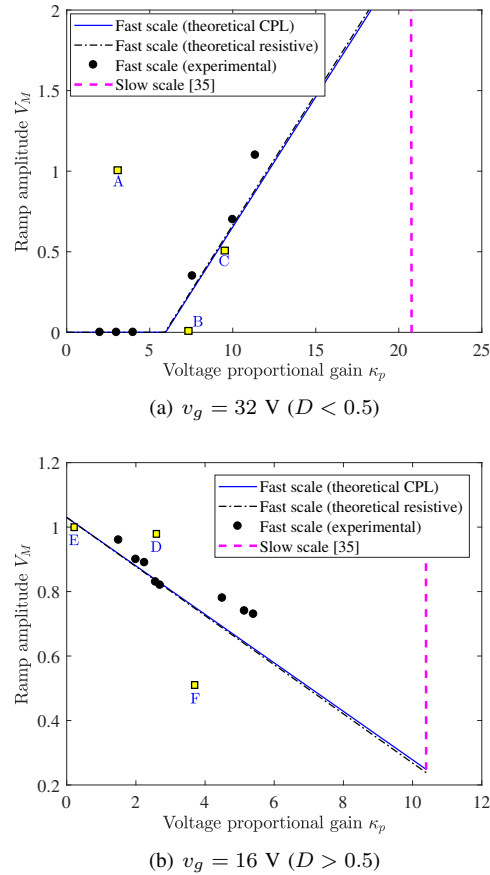 2
1.5
1
0.5
0
Ramp amplitude V_M
Fast scale (theoretical CPL)
Fast scale (theoretical resistive)
Fast scale (experimental)
Slow scale [35]
A
C
B
0 5 10 15 20 25
Voltage proportional gain κ_p
(a) v_g = 32 V (D < 0.5)
1.2
1
0.8
0.6
0.4
0.2
Ramp amplitude V_M
Fast scale (theoretical CPL)
Fast scale (theoretical resistive)
Fast scale (experimental)
Slow scale [35]
E
D
F
0 2 4 6 8 10 12
Voltage proportional gain κ_p
(b) v_g = 16 V (D > 0.5)